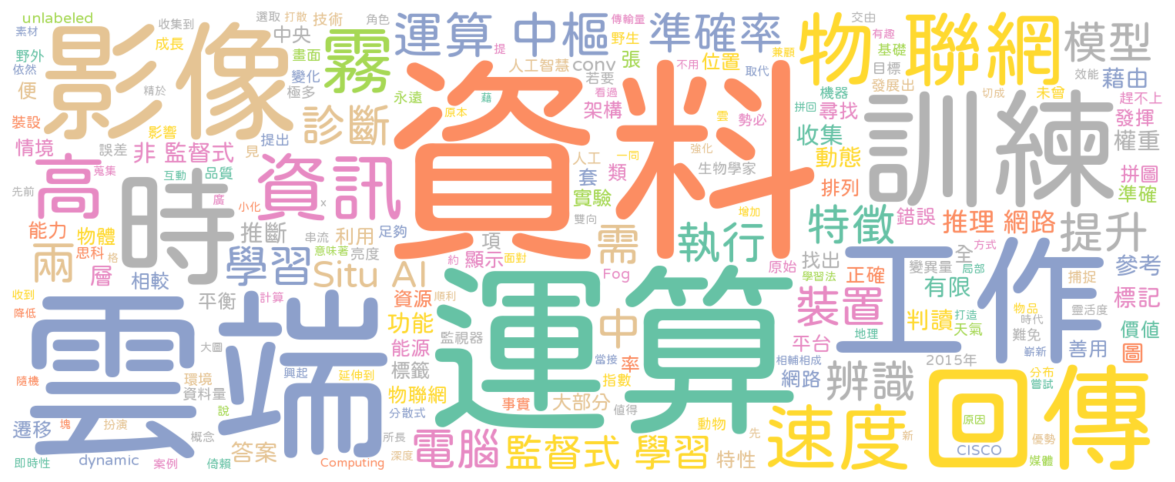 unlabeled
素材
依然
野外
便
裝設
情境
先前
影像
成長
收集到
精於
影響
誤差
非 監督式
蒐集
互動
品質
選取
打散
技術
中央
畫面
變化
極多
提出
見
角色
霧
診斷
永遠
運算 中樞
傳輸量
提
野生
人工智慧
conv
看過
原本
藉
若要
架構
張
不用
位置
準確率
兼顧
取代
勢必
雲
拼回
強化
生物學家
一同
人工
套
類
實驗
雙向
增加
物 聯網
交由
有趣
基礎
目標
發展出
機器
尋找
切成
收集
動態
排列
模型
效能
藉由
未曾
趕不上
發揮
權重
拼圖
準確
高
時
資訊
廣
小化
x
推斷
串流
利用
意味著
亮度
足夠
資料
訓練
能力
思科
物體
格
兩
層
相較
學習
平衡
計算
Situ AI
約
顯示
面對
項
資源
順利
需
Fog
執行
特徵
錯誤
推理 網路
提升
找出
原始
方式
學習法
正確
變異量
局部
全
有限
捕捉
參考
標記
收到
降低
雲端
大圖
隨機
遷移
塊
扮演
即時性
dynamic
案例
環境
資料量
說
概念
倚賴
答案
興起
延伸到
功能
能源
監視器
標籤
物聯網
分散式
所長
深度
Computing
運算
中
率
當接
指數
事實
大部分
值得
電腦
監督式 學習
動物
特性
先
裝置
平台
地理
相輔相成
網路
判讀
打造
天氣
工作
物品
時代
難免
靈活度
嶄新
善用
價值
圖
2015年
辨識
速度
新
回傳
原因
CISCO
分布
嘗試
優勢
媒體